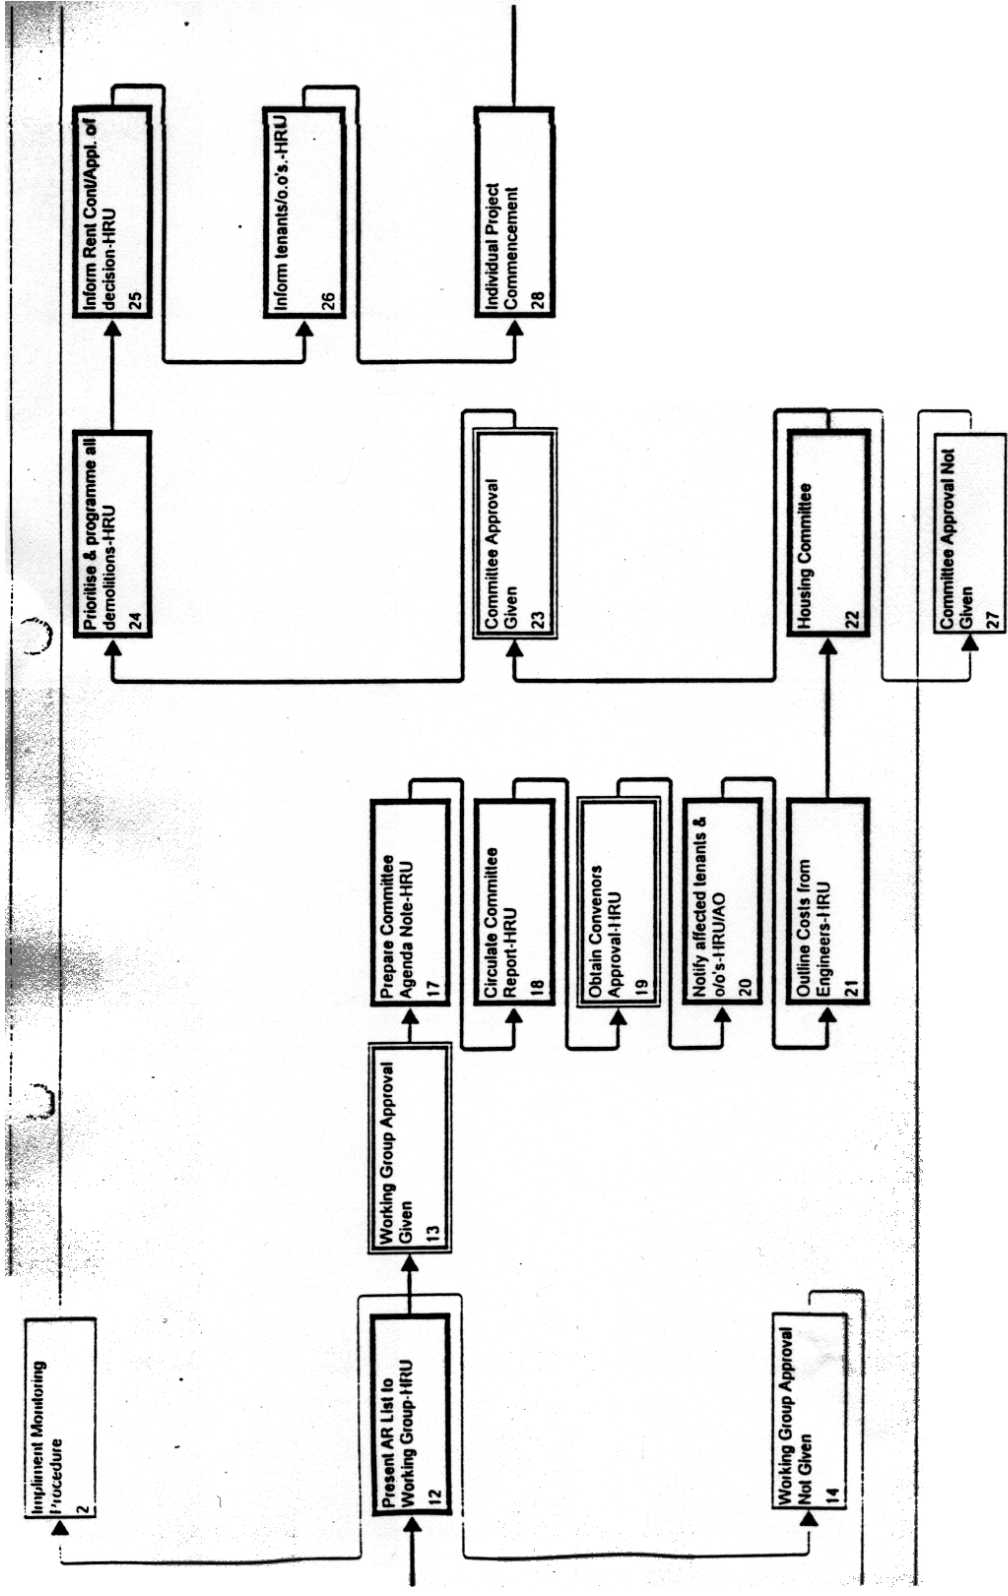 Impliment Monitoring
Procedure
2
Present AR List to
Working Group-HRU
12
Working Group Approval
Not Given
14
Working Group Approval
Given
13
Prepare Committee
Agenda Note-HRU
17
Circulate Committee
Report-HRU
18
Obtain Convenors
Approval-HRU
19
Notify affected tenants &
o/o's-HRU/AO
20
Outline Costs from
Engineers-HRU
21
Prioritise & programme all
demolitions-HRU
24
Committee Approval
Given
23
Housing Committee
22
Committee Approval Not
Given
27
Inform Rent Cont/Appl. of
decision-HRU
25
Inform tenants/o.o's.-HRU
26
Individual Project
Commencement
28